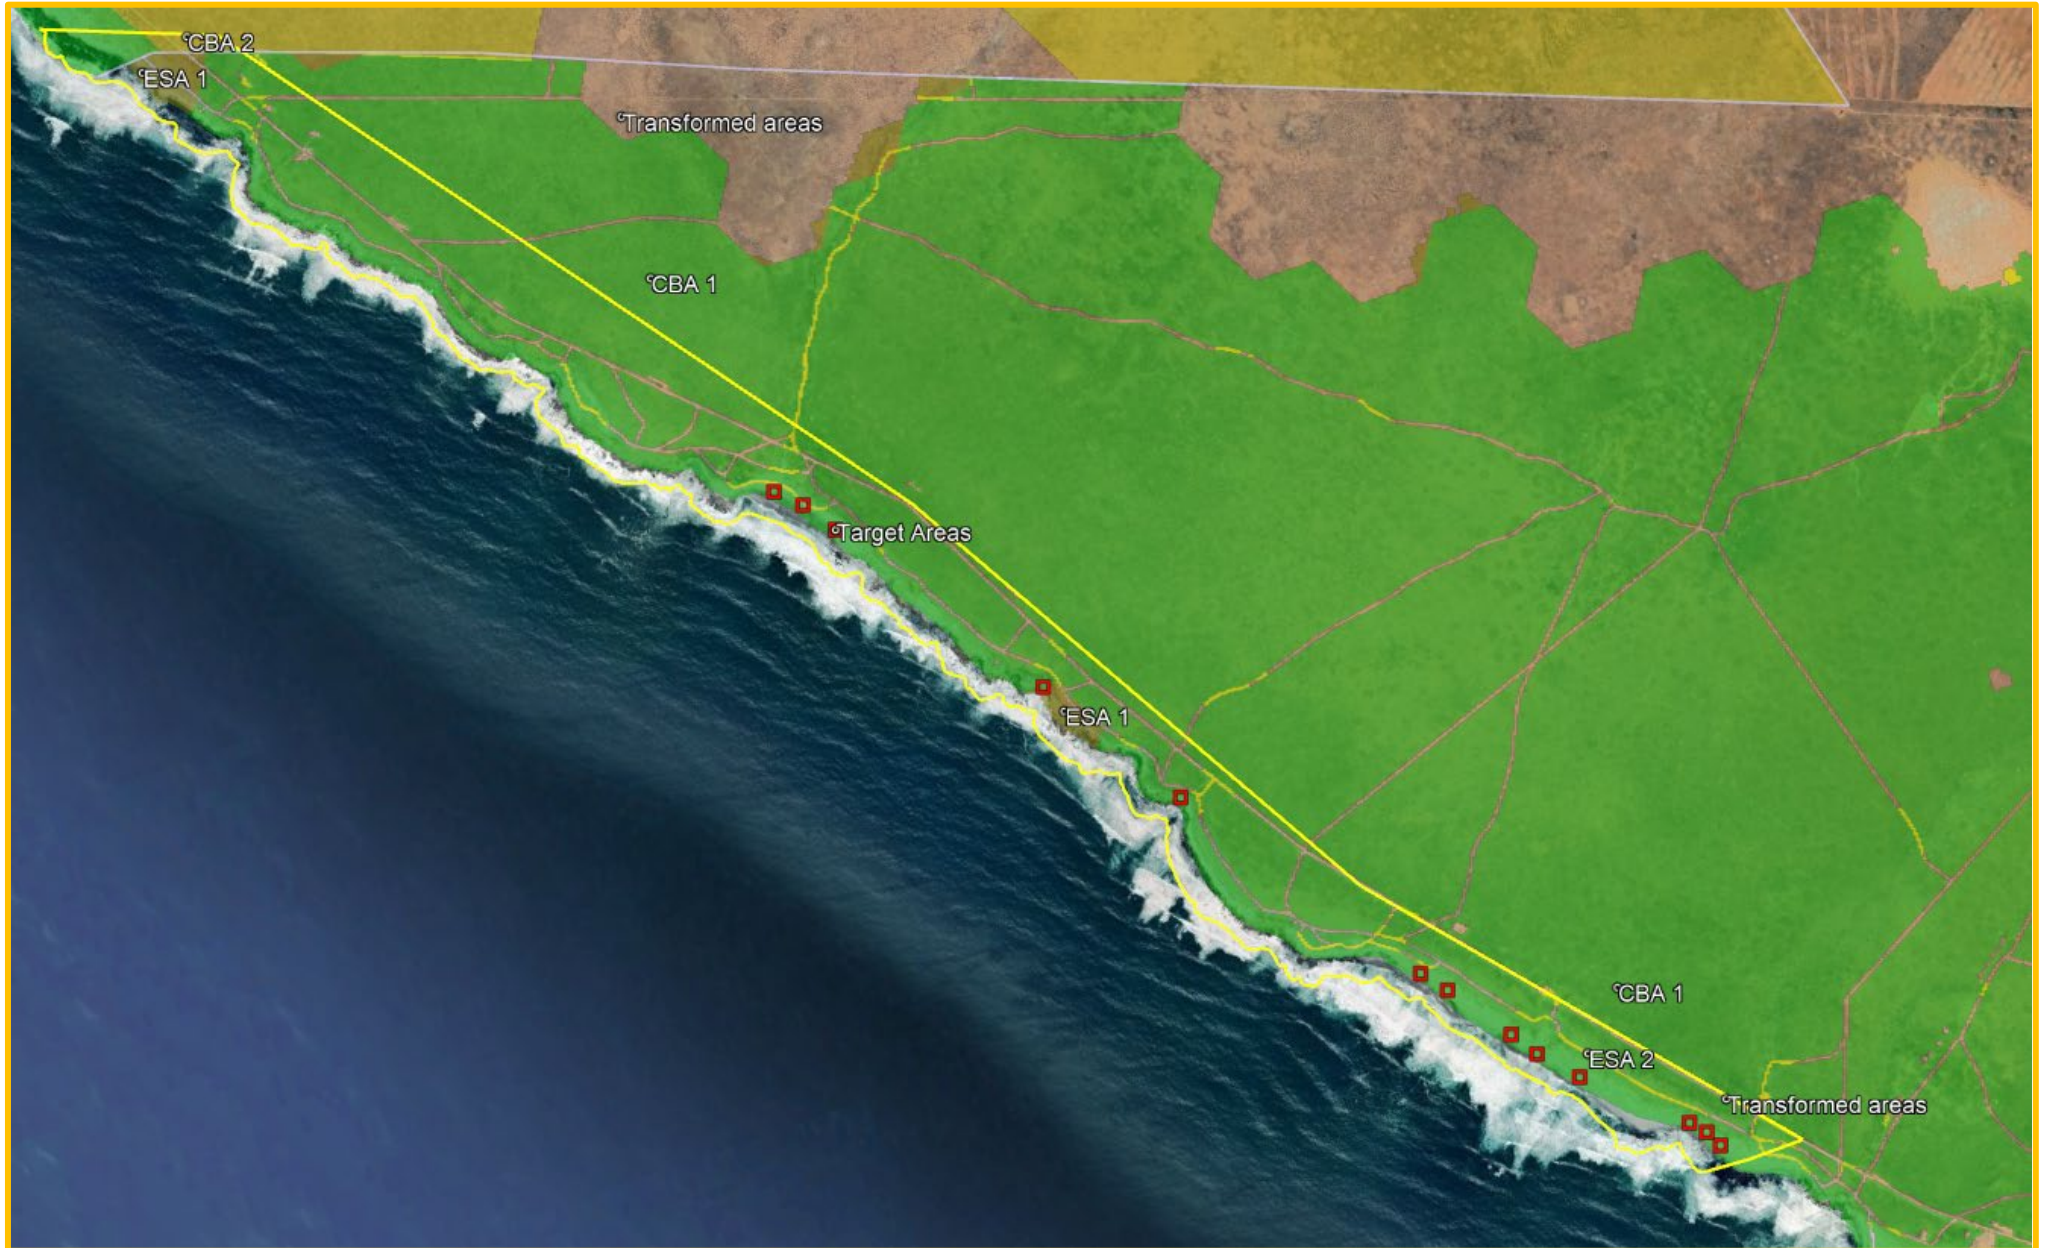 CBA 2
ESA 1
Transformed areas
CBA 1
Target Areas
ESA 1
CBA 1
ESA 2
Transformed areas